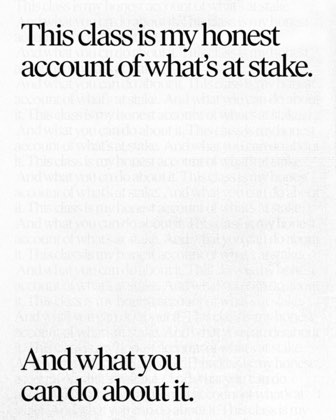 This class is my honest
account of what's at stake.
And what you
can do about it.